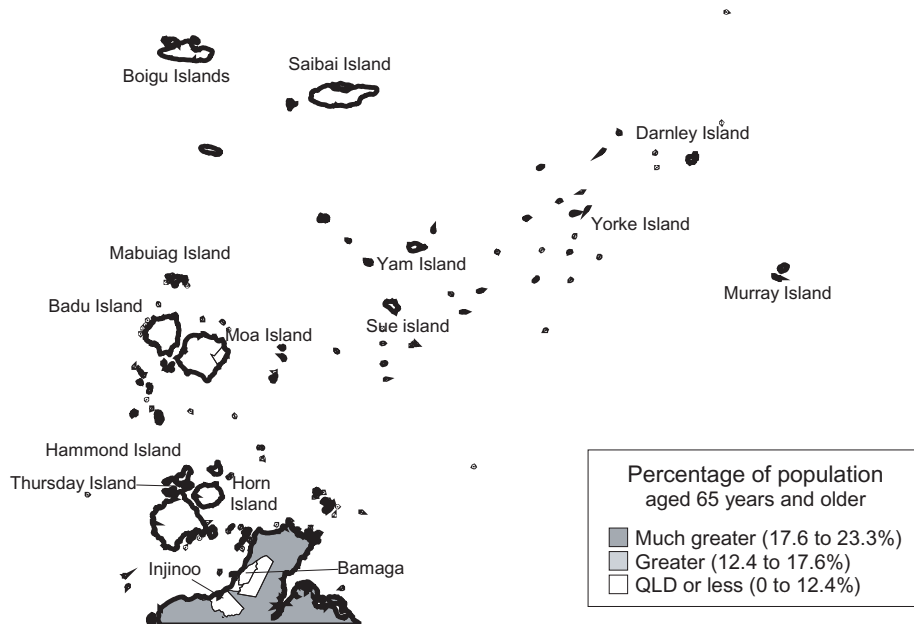 Boigu Islands
Saibai Island
Darnley Island
Yorke Island
Mabuiag Island
Yam Island
Badu Island
Murray Island
Moa Island
Sue island
Hammond Island
Thursday Island
Horn
Island
Injinoo
Bamaga
Percentage of population
aged 65 years and older
Much greater (17.6 to 23.3%)
Greater (12.4 to 17.6%)
QLD or less (0 to 12.4%)